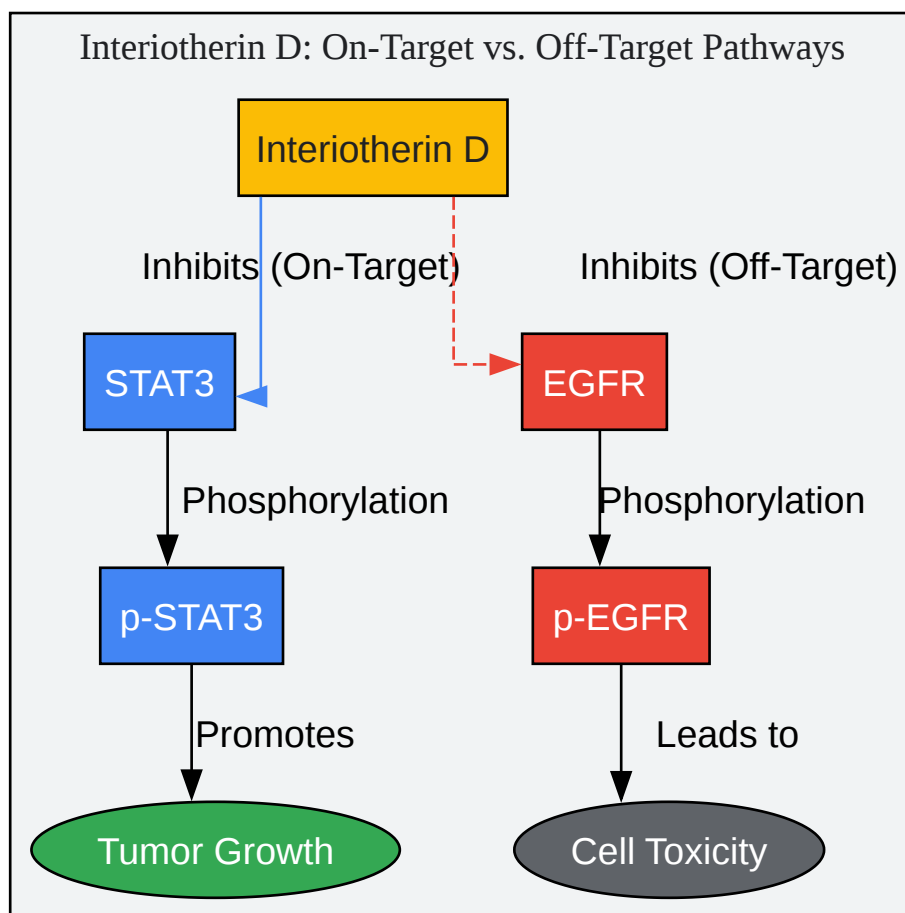 Interiotherin D: On-Target vs. Off-Target Pathways
Interiotherin D
Inhibits (On-Target)
Inhibits (Off-Target)
STAT3
EGFR
Phosphorylation
Phosphorylation
p-STAT3
p-EGFR
Promotes
Leads to
Tumor Growth
Cell Toxicity